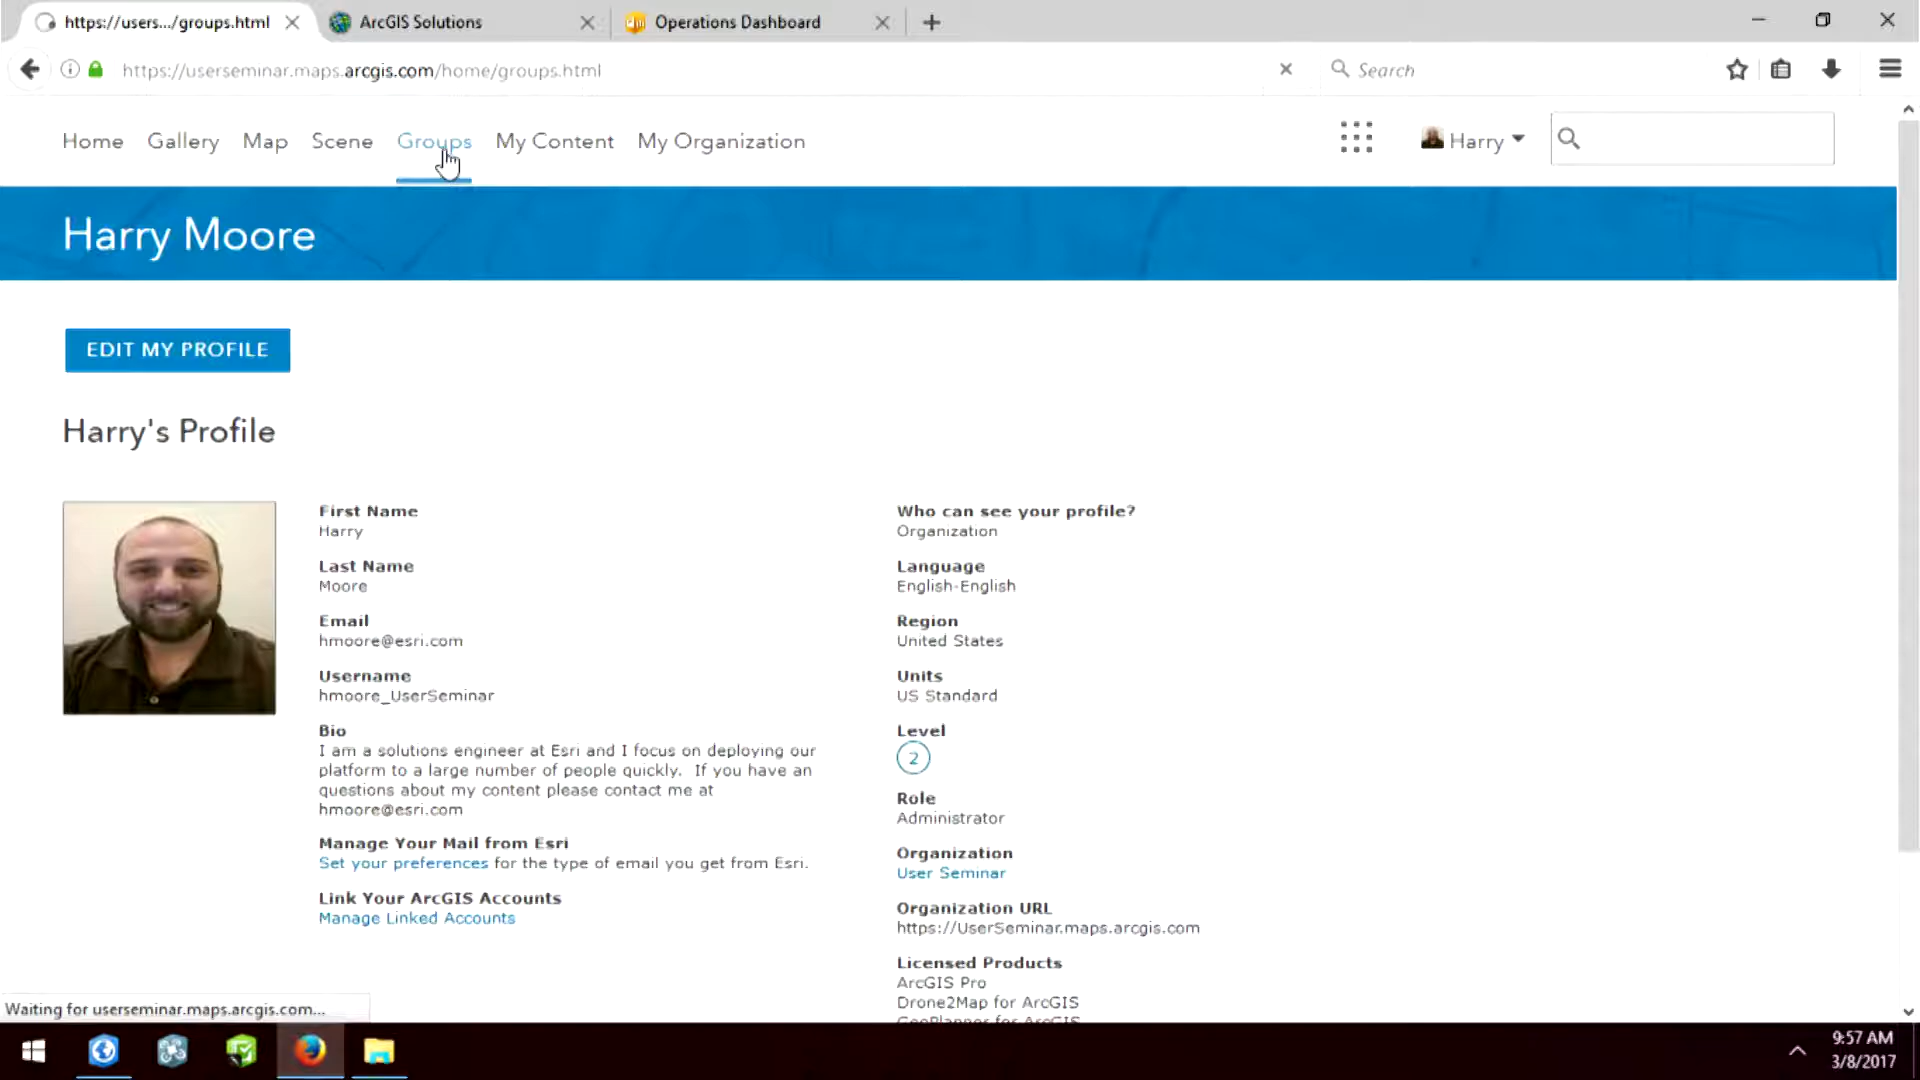 https://users.../groups.html
ArcGIS Solutions
Operations Dashboard
https://userseminar.maps.arcgis.com/home/groups.html
Search
Home
Gallery
Map
Scene
Groups
My Content
My Organization
Harry
Harry Moore
EDIT MY PROFILE
Harry's Profile
First Name
Harry
Last Name
Moore
Email
hmoore@esri.com
Username
hmoore_UserSeminar
Bio
I am a solutions engineer at Esri and I focus on deploying our
platform to a large number of people quickly. If you have an
questions about my content please contact me at
hmoore@esri.com
Manage Your Mail from Esri
Set your preferences for the type of email you get from Esri.
Link Your ArcGIS Accounts
Manage Linked Accounts
Who can see your profile?
Organization
Language
English-English
Region
United States
Units
US Standard
Level
2
Role
Administrator
Organization
User Seminar
Organization URL
https://UserSeminar.maps.arcgis.com
Licensed Products
ArcGIS Pro
Drone2Map for ArcGIS
GeoPlanner for ArcGIS
Waiting for userseminar.maps.arcgis.com...
9:57 AM
3/8/2017